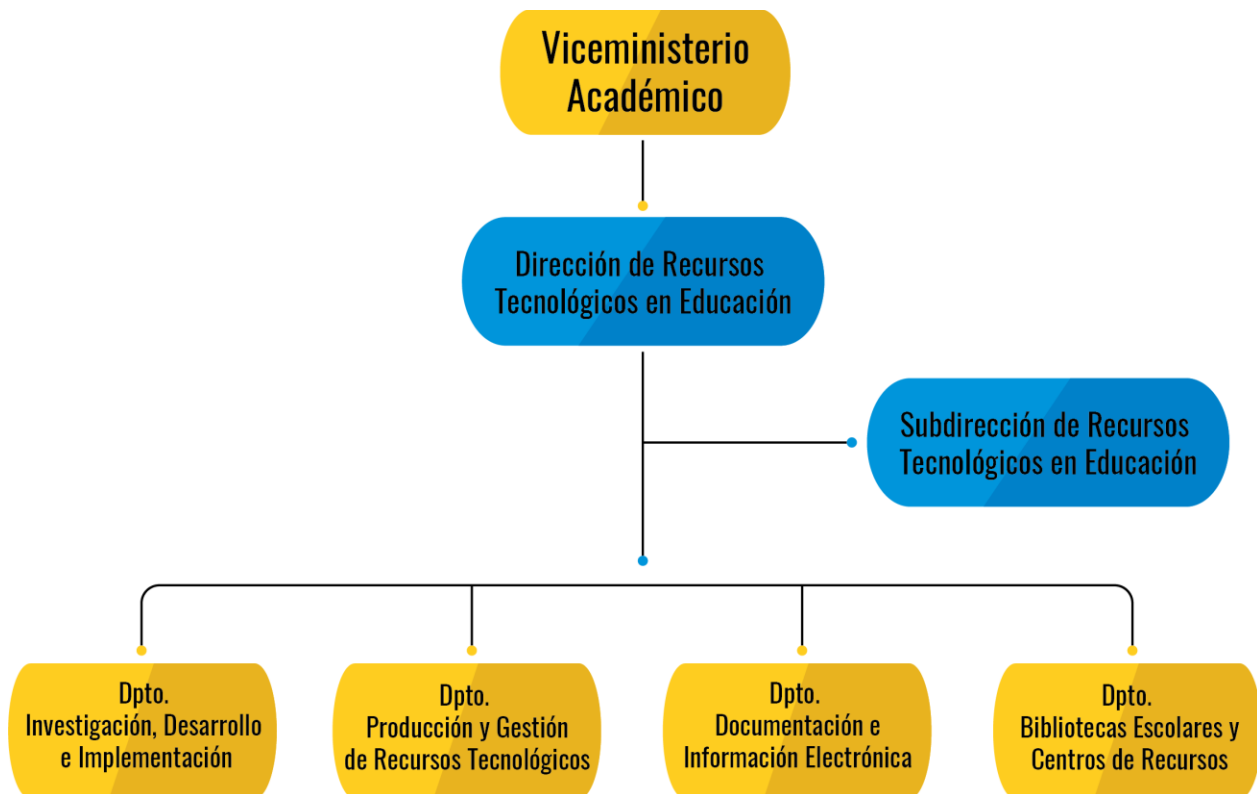 Viceministerio
Académico
Dirección de Recursos
Tecnológicos en Educación
Subdirección de Recursos
Tecnológicos en Educación
Dpto.
Investigación, Desarrollo
e Implementación
Dpto.
Producción y Gestión
de Recursos Tecnológicos
Dpto.
Documentación e
Información Electrónica
Dpto.
Bibliotecas Escolares y
Centros de Recursos